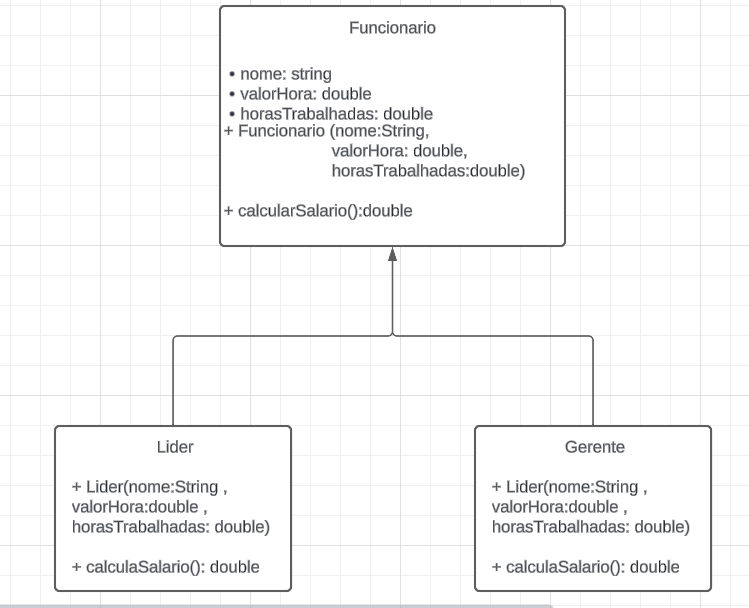 Funcionario
• nome: string
• valorHora: double
• horasTrabalhadas: double
+ Funcionario (nome:String,
valorHora: double,
horasTrabalhadas:double)
+ calcularSalario():double
Lider
+ Lider(nome:String ,
valorHora:double ,
horasTrabalhadas: double)
+ calculaSalario(): double
Gerente
+ Lider(nome:String ,
valorHora:double ,
horasTrabalhadas: double)
+ calculaSalario(): double